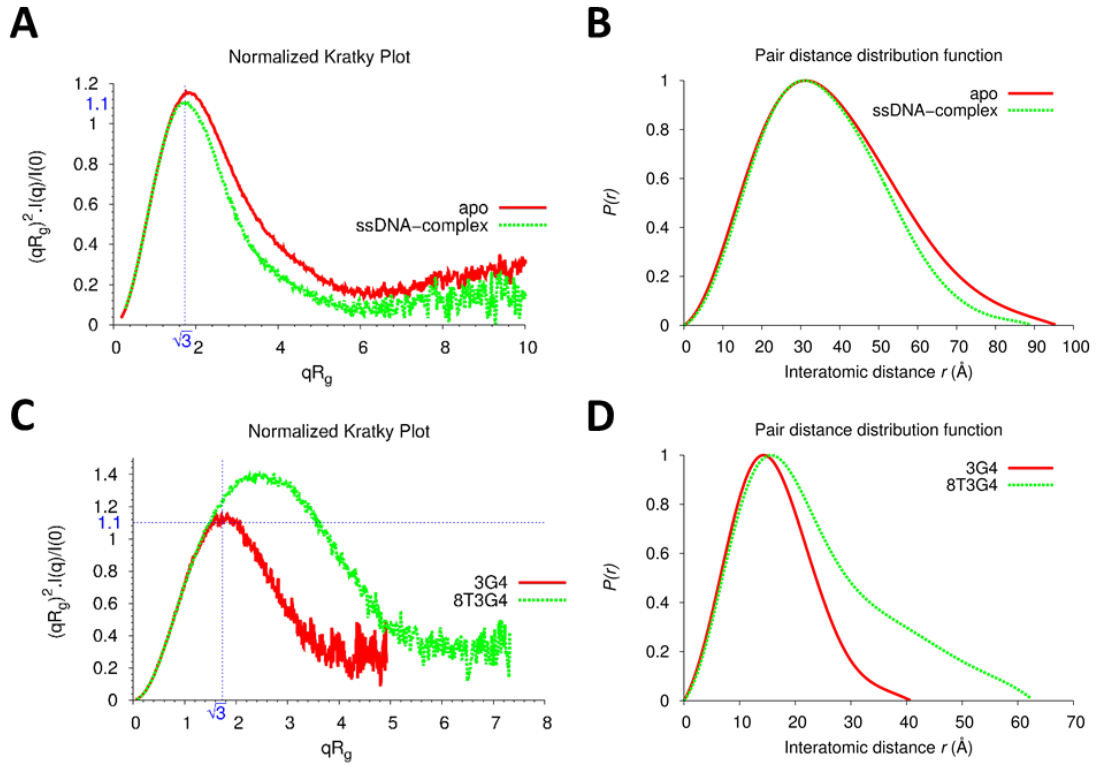 A
Normalized Kratky Plot
(qRg)².I(q)/I(0)
1.2
1.1
1
0.8
0.6
0.4
0.2
0
apo
ssDNA-complex
0 2 4 6 8 10
√3
qRg
B
Pair distance distribution function
P(r)
1
0.8
0.6
0.4
0.2
0
apo
ssDNA-complex
0 10 20 30 40 50 60 70 80 90 100
Interatomic distance r (Å)
C
Normalized Kratky Plot
(qRg)².I(q)/I(0)
1.4
1.2
1.1
1
0.8
0.6
0.4
0.2
0
3G4
8T3G4
0 1 2 3 4 5 6 7 8
√3
qRg
D
Pair distance distribution function
P(r)
1
0.8
0.6
0.4
0.2
0
3G4
8T3G4
0 10 20 30 40 50 60 70
Interatomic distance r (Å)